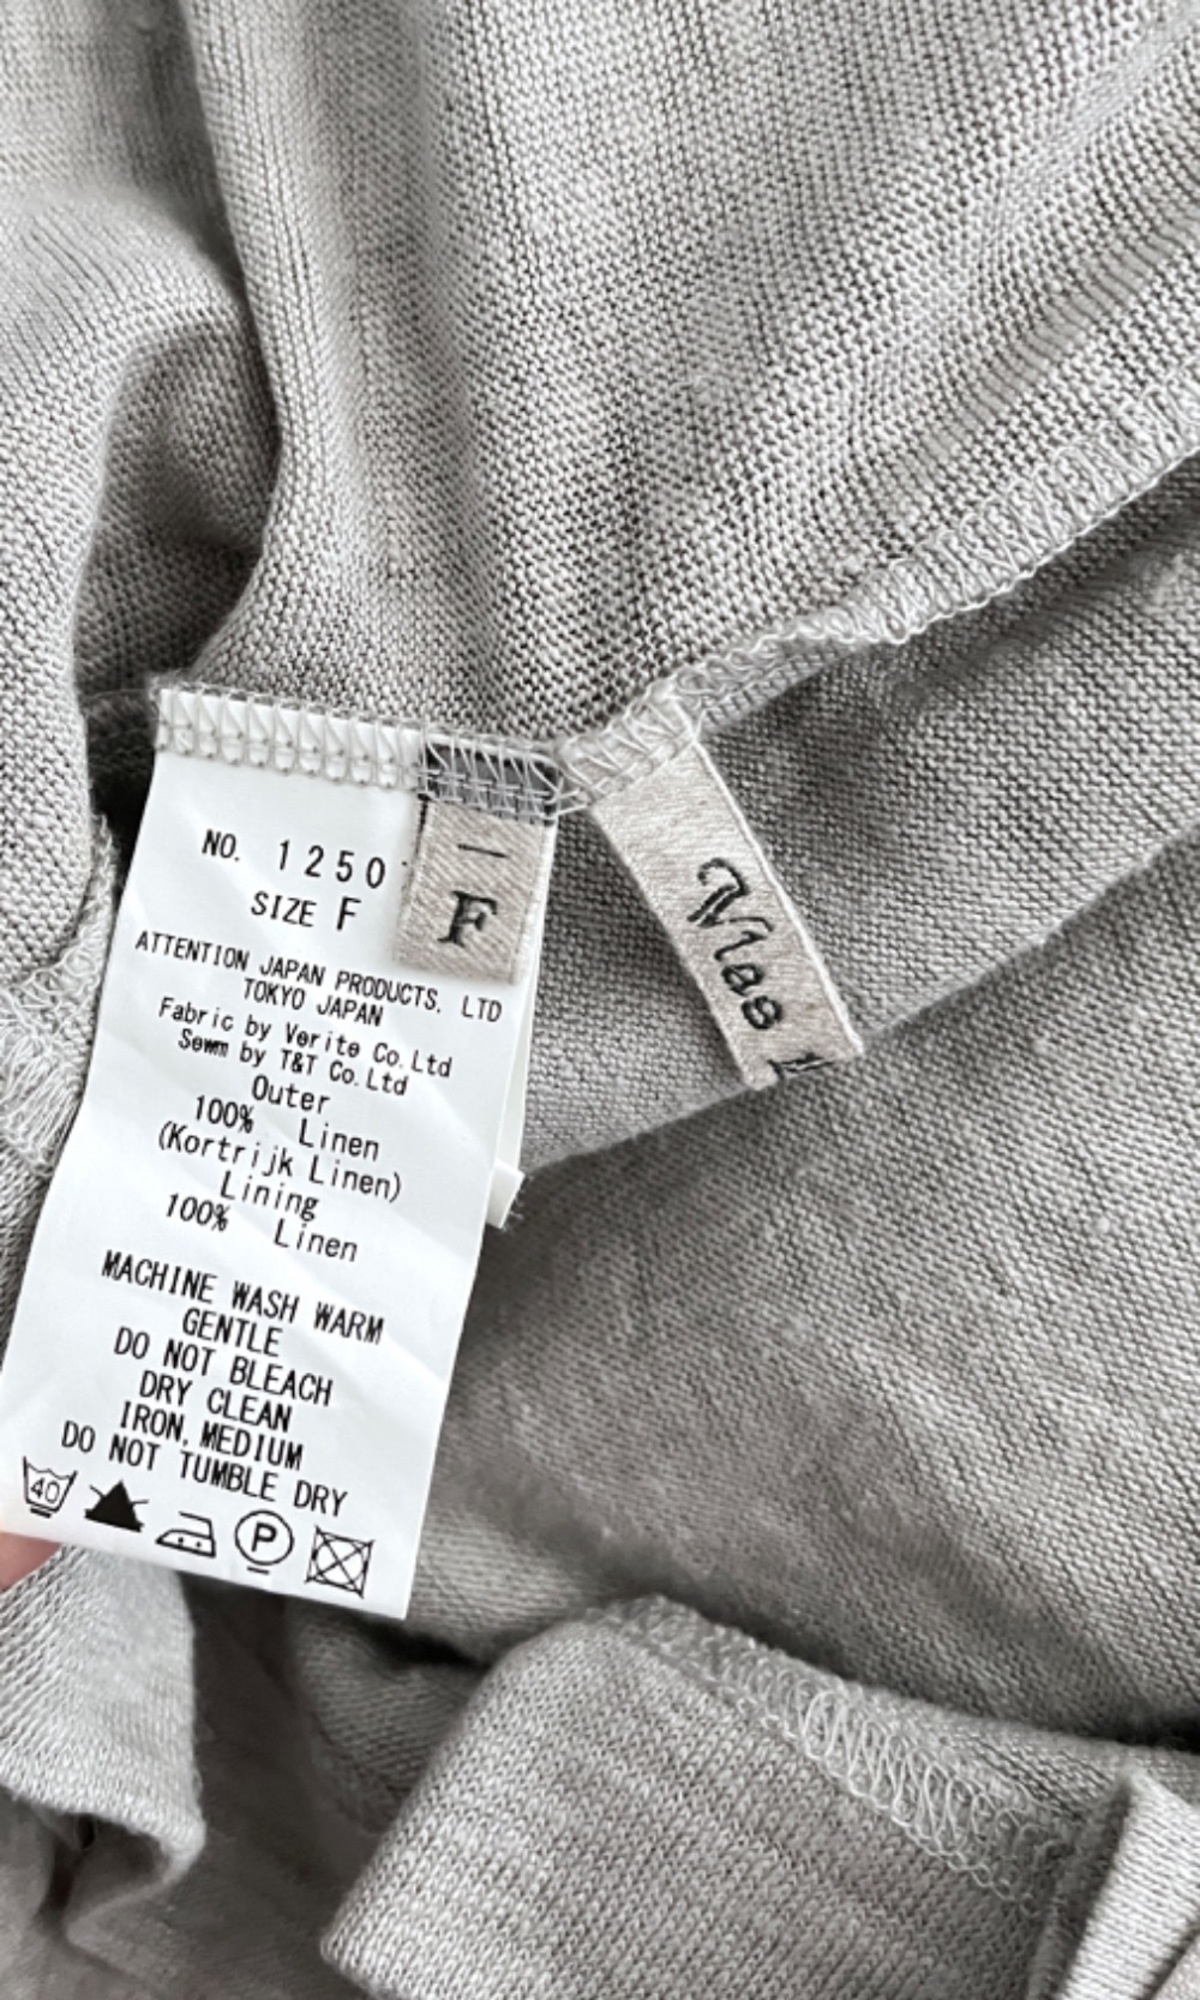 NO. 1250
SIZE F
F
ATTENTION JAPAN PRODUCTS. LTD
TOKYO JAPAN
Fabric by Verite Co.Ltd
Sewm by T&T Co.Ltd
Outer
100% Linen
(Kortrijk Linen)
Lining
100% Linen
MACHINE WASH WARM
GENTLE
DO NOT BLEACH
DRY CLEAN
IRON, MEDIUM
DO NOT TUMBLE DRY
40
P
Vlas